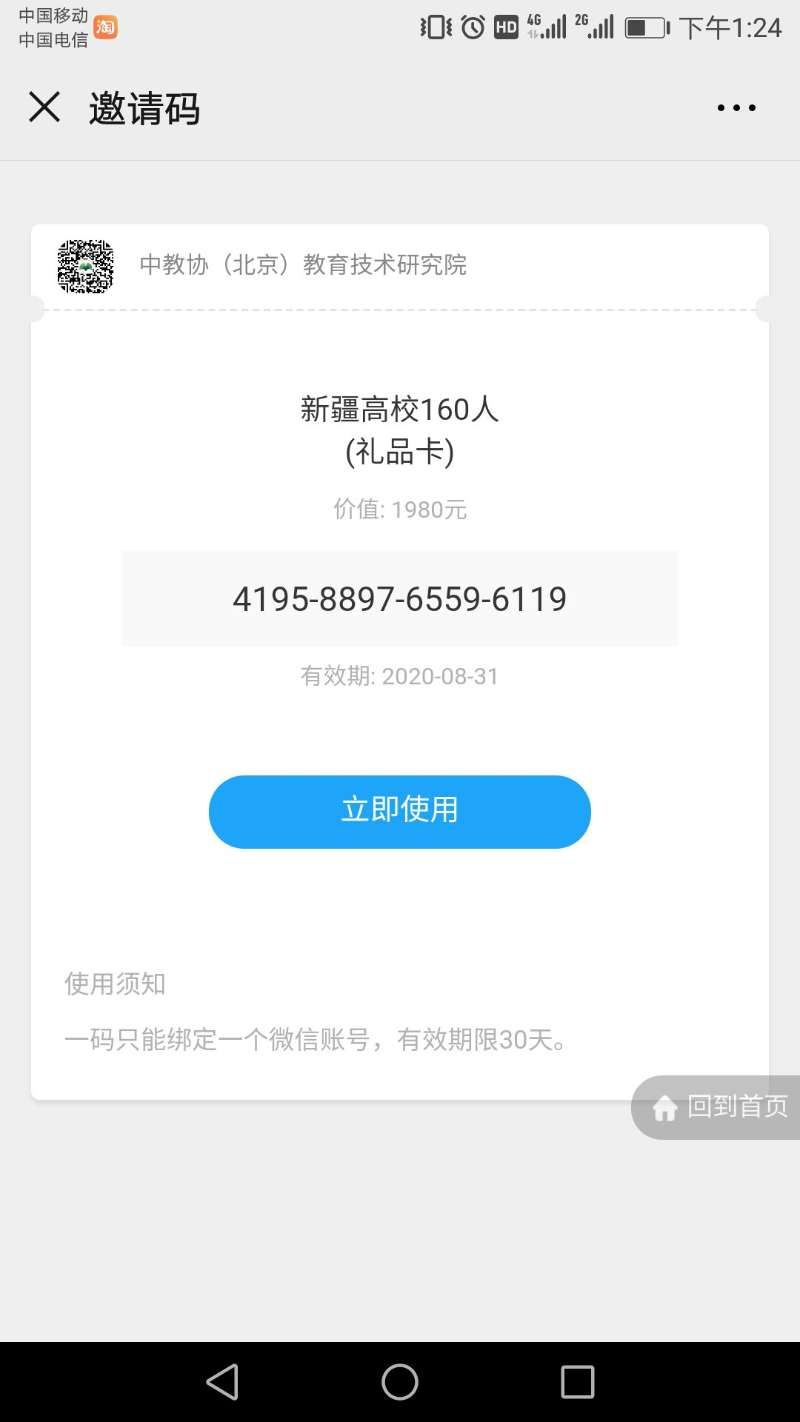 中国移动
中国电信
淘
HD
4G
2G
下午1:24
邀请码
中教协（北京）教育技术研究院
新疆高校160人
(礼品卡)
价值: 1980元
4195-8897-6559-6119
有效期: 2020-08-31
立即使用
使用须知
一码只能绑定一个微信账号，有效期限30天。
回到首页